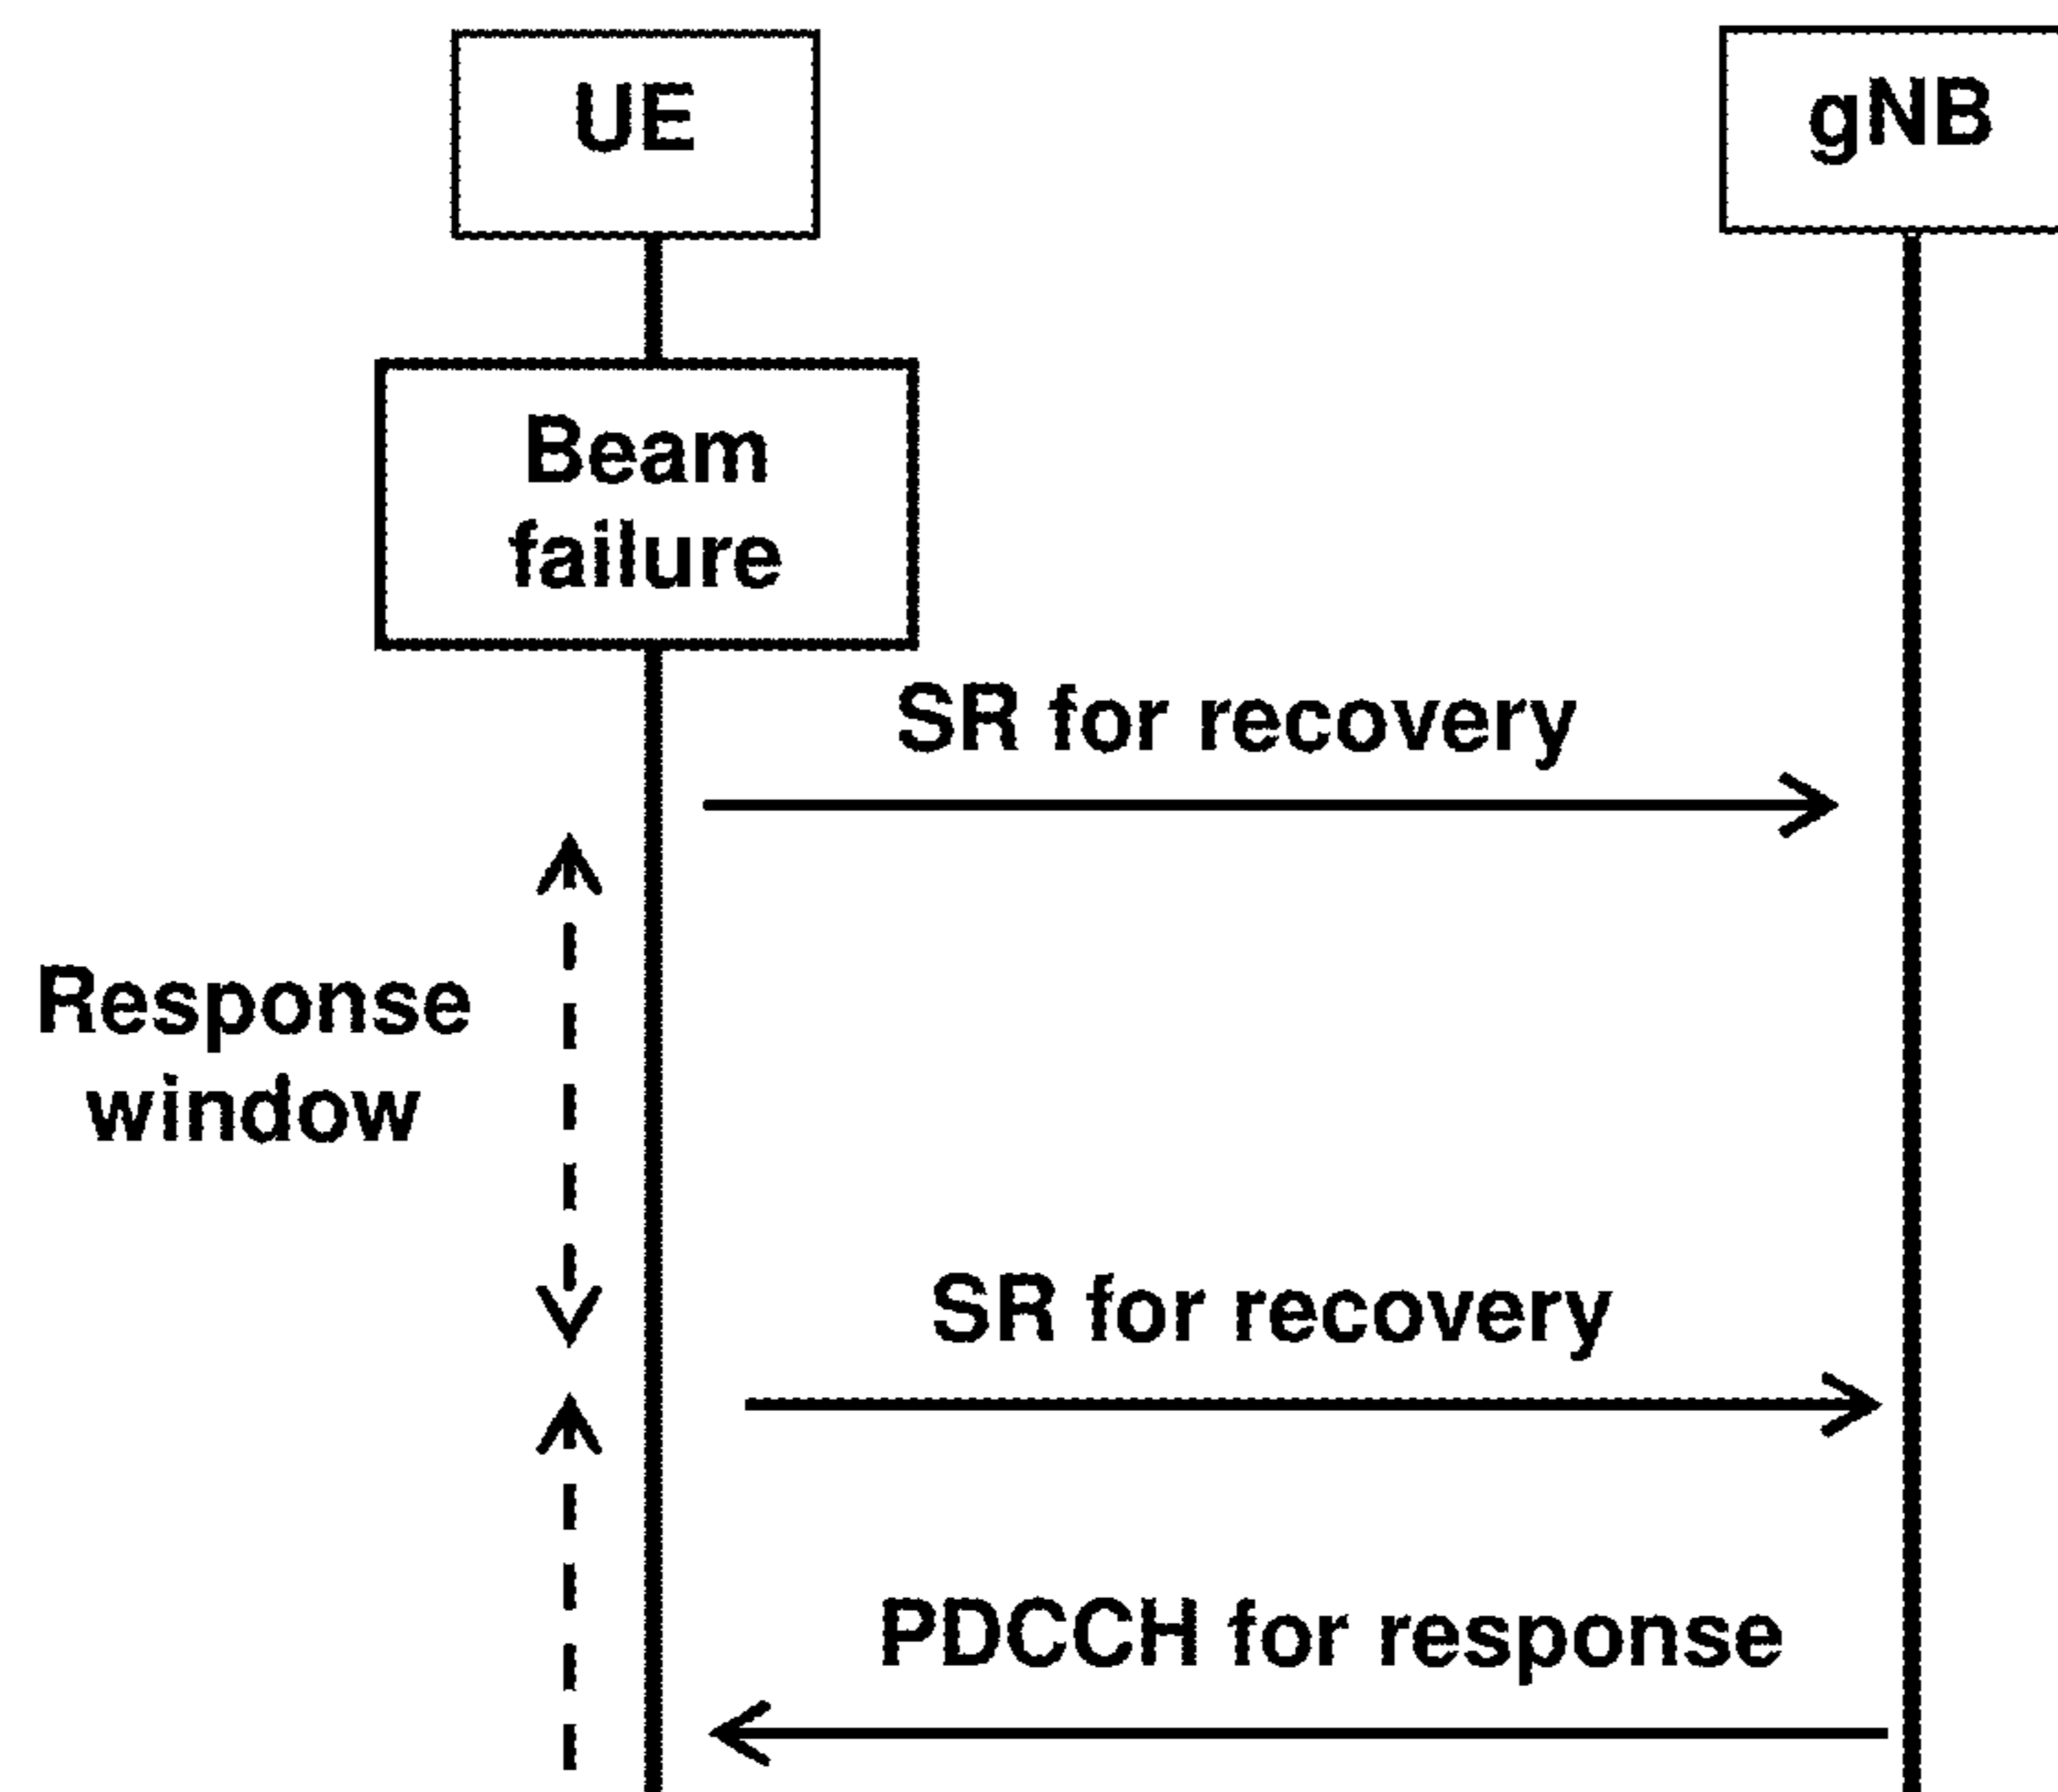 UE
gNB
Beam
failure
SR for recovery
Response
window
SR for recovery
PDCCH for response